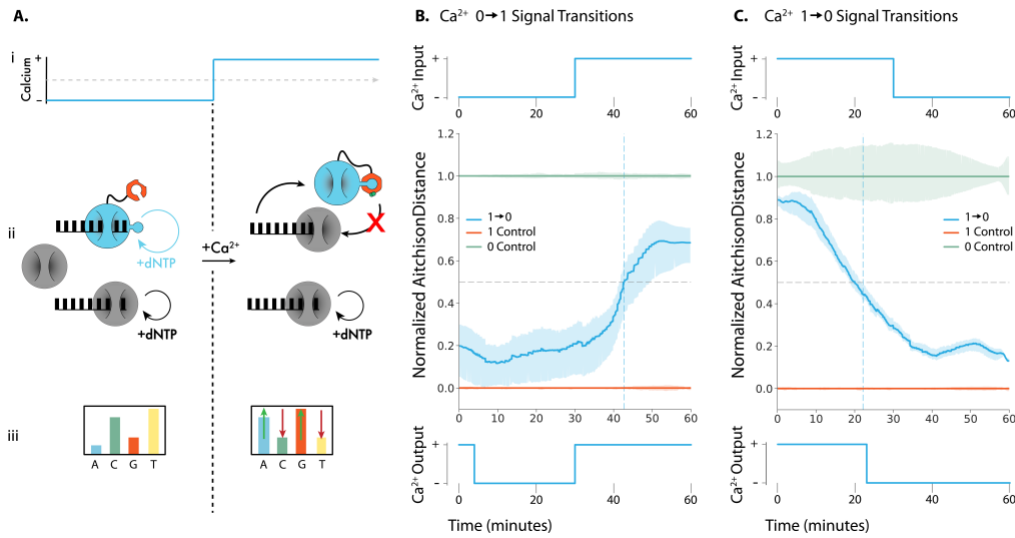 A.
i
Calcium
+
−
ii
+dNTP
+dNTP
+Ca²⁺
X
+dNTP
iii
A C G T
A C G T
B. Ca²⁺ 0→1 Signal Transitions
Ca²⁺ Input
+
-
0 20 40 60
Normalized AitchisonDistance
1.2
1.0
0.8
0.6
0.4
0.2
0.0
1→0
1 Control
0 Control
0 10 20 30 40 50 60
Ca²⁺ Output
+
-
0 20 40 60
Time (minutes)
C. Ca²⁺ 1→0 Signal Transitions
Ca²⁺ Input
+
-
0 20 40 60
Normalized AitchisonDistance
1.2
1.0
0.8
0.6
0.4
0.2
0.0
1→0
1 Control
0 Control
0 10 20 30 40 50 60
Ca²⁺ Output
+
-
0 20 40 60
Time (minutes)